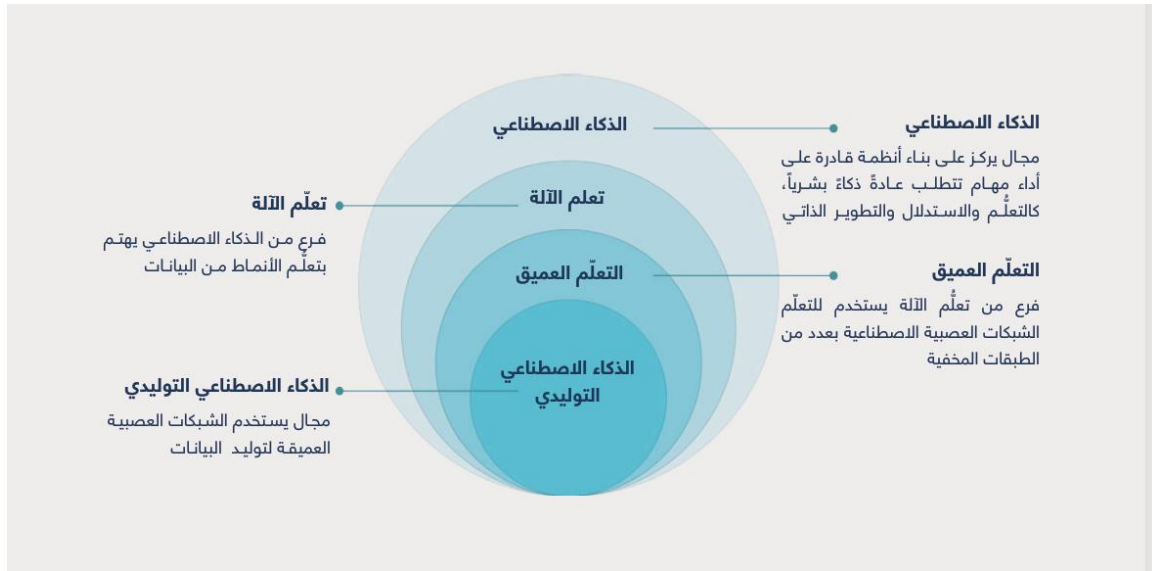 الذكاء الاصطناعي
تعلم الآلة
التعلّم العميق
الذكاء الاصطناعي
التوليدي
الذكاء الاصطناعي
مجال يركز على بناء أنظمة قادرة على
أداء مهام تتطلب عادةً ذكاءً بشرياً،
كالتعلُّم والاستدلال والتطوير الذاتي
تعلّم الآلة
فرع من الذكاء الاصطناعي يهتم
بتعلُّم الأنماط من البيانات
التعلّم العميق
فرع من تعلُّم الآلة يستخدم للتعلّم
الشبكات العصبية الاصطناعية بعدد من
الطبقات المخفية
الذكاء الاصطناعي التوليدي
مجال يستخدم الشبكات العصبية
العميقة لتوليد البيانات